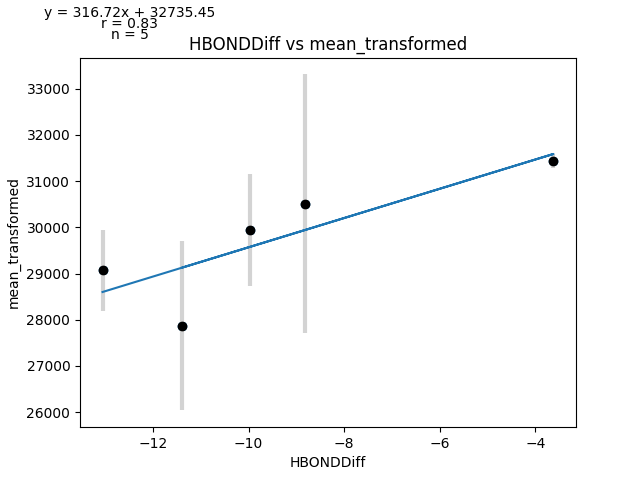 y = 316.72x + 32735.45
r = 0.83
n = 5
HBONDDiff vs mean_transformed
33000
32000
31000
30000
29000
28000
27000
26000
mean_transformed
−12
−10
−8
−6
−4
HBONDDiff